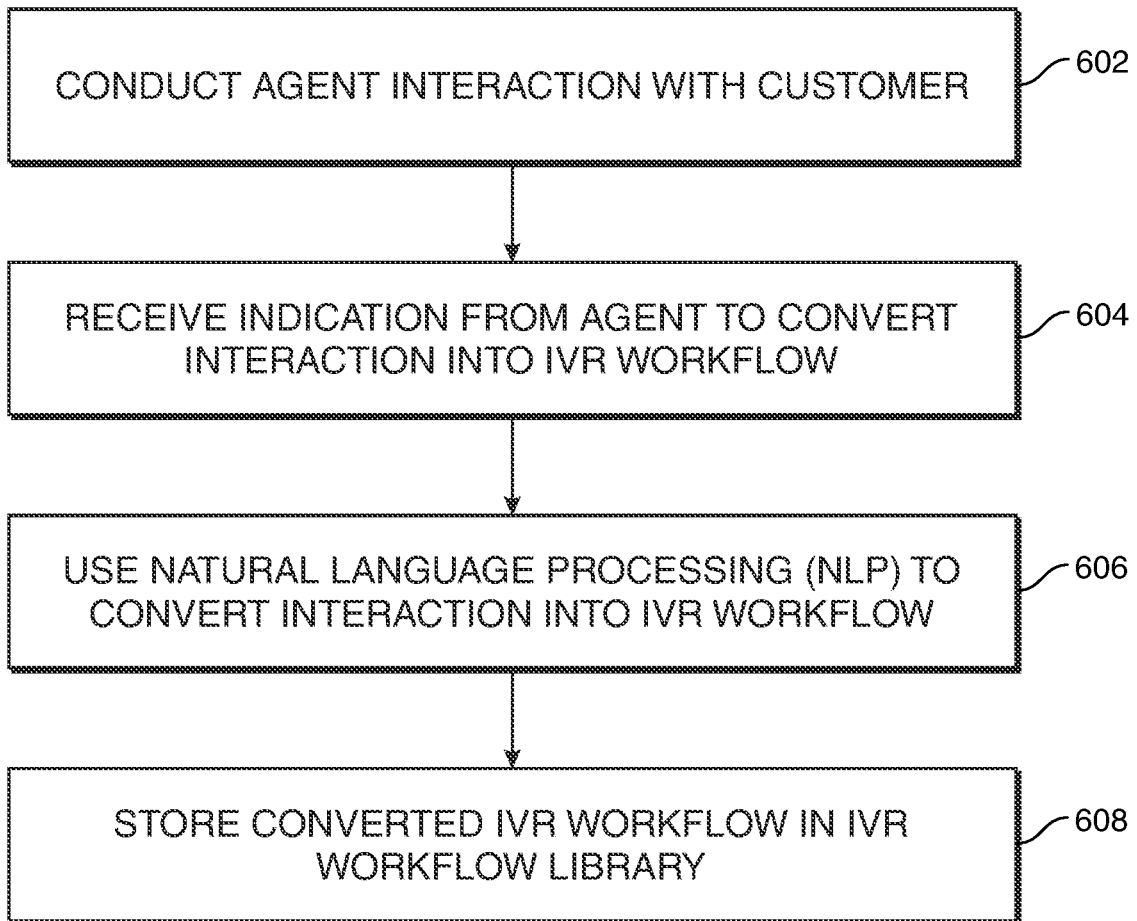 CONDUCT AGENT INTERACTION WITH CUSTOMER
602
RECEIVE INDICATION FROM AGENT TO CONVERT
INTERACTION INTO IVR WORKFLOW
604
USE NATURAL LANGUAGE PROCESSING (NLP) TO
CONVERT INTERACTION INTO IVR WORKFLOW
606
STORE CONVERTED IVR WORKFLOW IN IVR
WORKFLOW LIBRARY
608